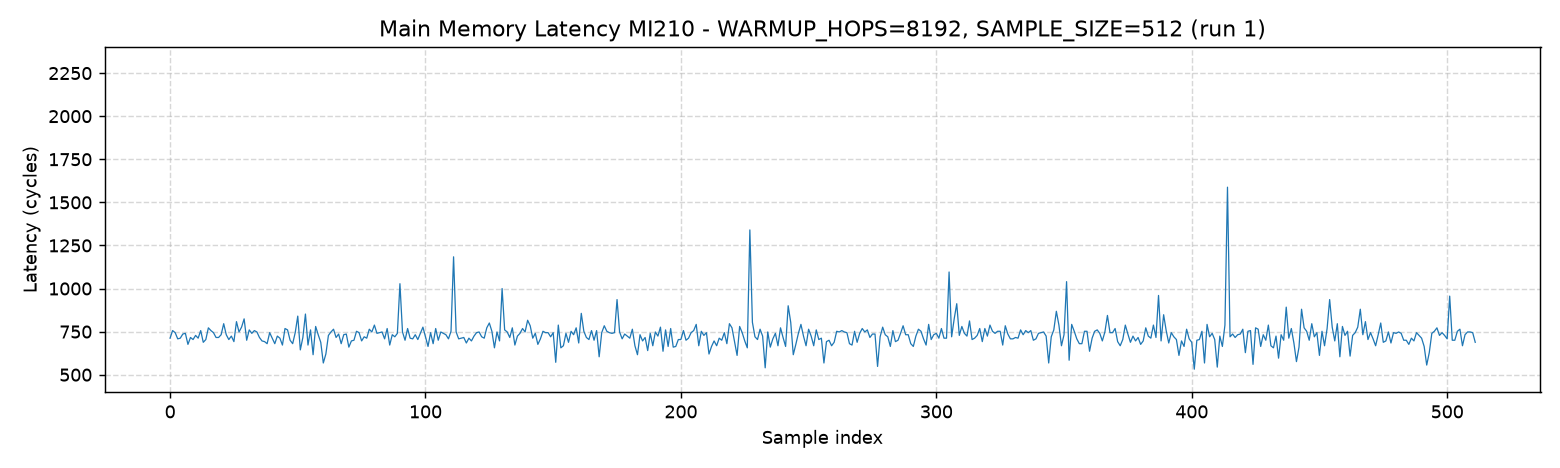 Main Memory Latency MI210 - WARMUP_HOPS=8192, SAMPLE_SIZE=512 (run 1)
Latency (cycles)
2250
2000
1750
1500
1250
1000
750
500
0 100 200 300 400 500
Sample index